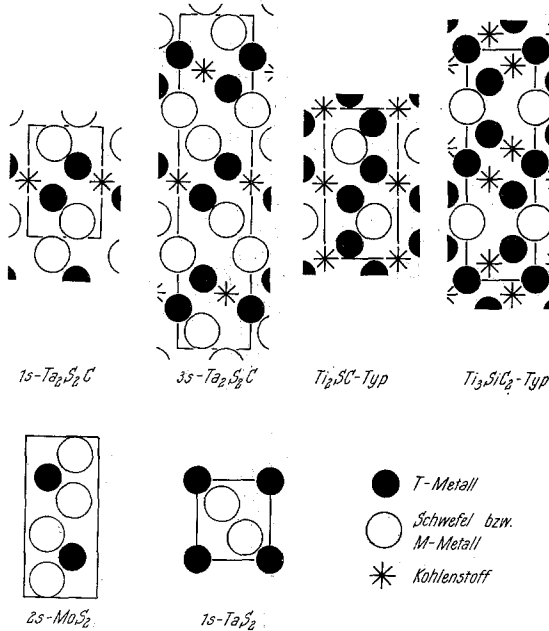 1s-Ta₂S₂C
3s-Ta₂S₂C
Ti₂SC-Typ
Ti₃SiC₂-Typ
2s-MoS₂
1s-TaS₂
T-Metall
Schwefel bzw.
M-Metall
Kohlenstoff